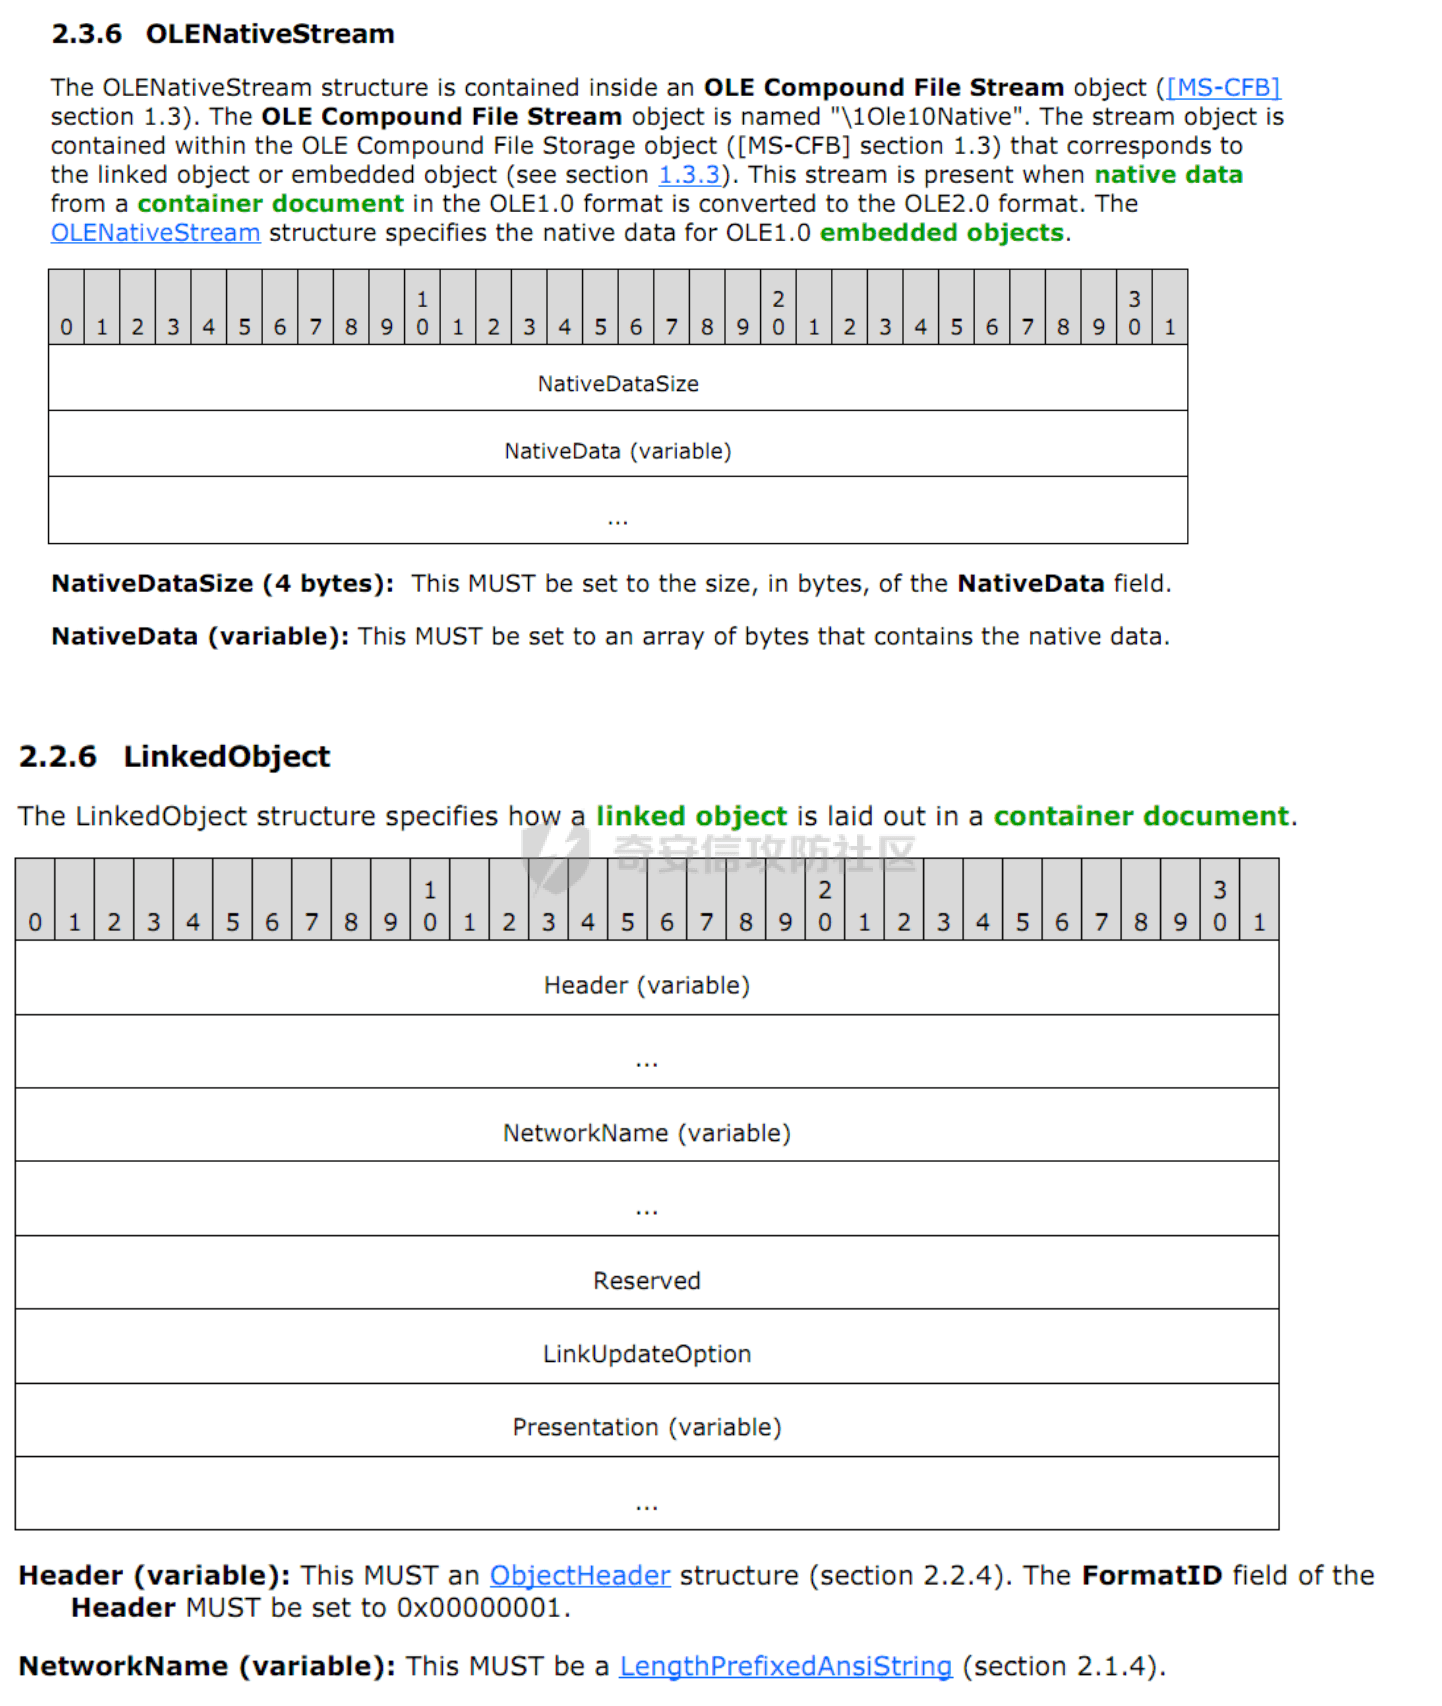 2.3.6 OLENativeStream
The OLENativeStream structure is contained inside an OLE Compound File Stream object ([MS-CFB]
section 1.3). The OLE Compound File Stream object is named "\1Ole10Native". The stream object is
contained within the OLE Compound File Storage object ([MS-CFB] section 1.3) that corresponds to
the linked object or embedded object (see section 1.3.3). This stream is present when native data
from a container document in the OLE1.0 format is converted to the OLE2.0 format. The
OLENativeStream structure specifies the native data for OLE1.0 embedded objects.
1 2 3
0 1 2 3 4 5 6 7 8 9 0 1 2 3 4 5 6 7 8 9 0 1 2 3 4 5 6 7 8 9 0 1
NativeDataSize
NativeData (variable)
...
NativeDataSize (4 bytes): This MUST be set to the size, in bytes, of the NativeData field.
NativeData (variable): This MUST be set to an array of bytes that contains the native data.
2.2.6 LinkedObject
The LinkedObject structure specifies how a linked object is laid out in a container document.
奇安信攻防社区
1 2 3
0 1 2 3 4 5 6 7 8 9 0 1 2 3 4 5 6 7 8 9 0 1 2 3 4 5 6 7 8 9 0 1
Header (variable)
...
NetworkName (variable)
...
Reserved
LinkUpdateOption
Presentation (variable)
...
Header (variable): This MUST an ObjectHeader structure (section 2.2.4). The FormatID field of the
Header MUST be set to 0x00000001.
NetworkName (variable): This MUST be a LengthPrefixedAnsiString (section 2.1.4).